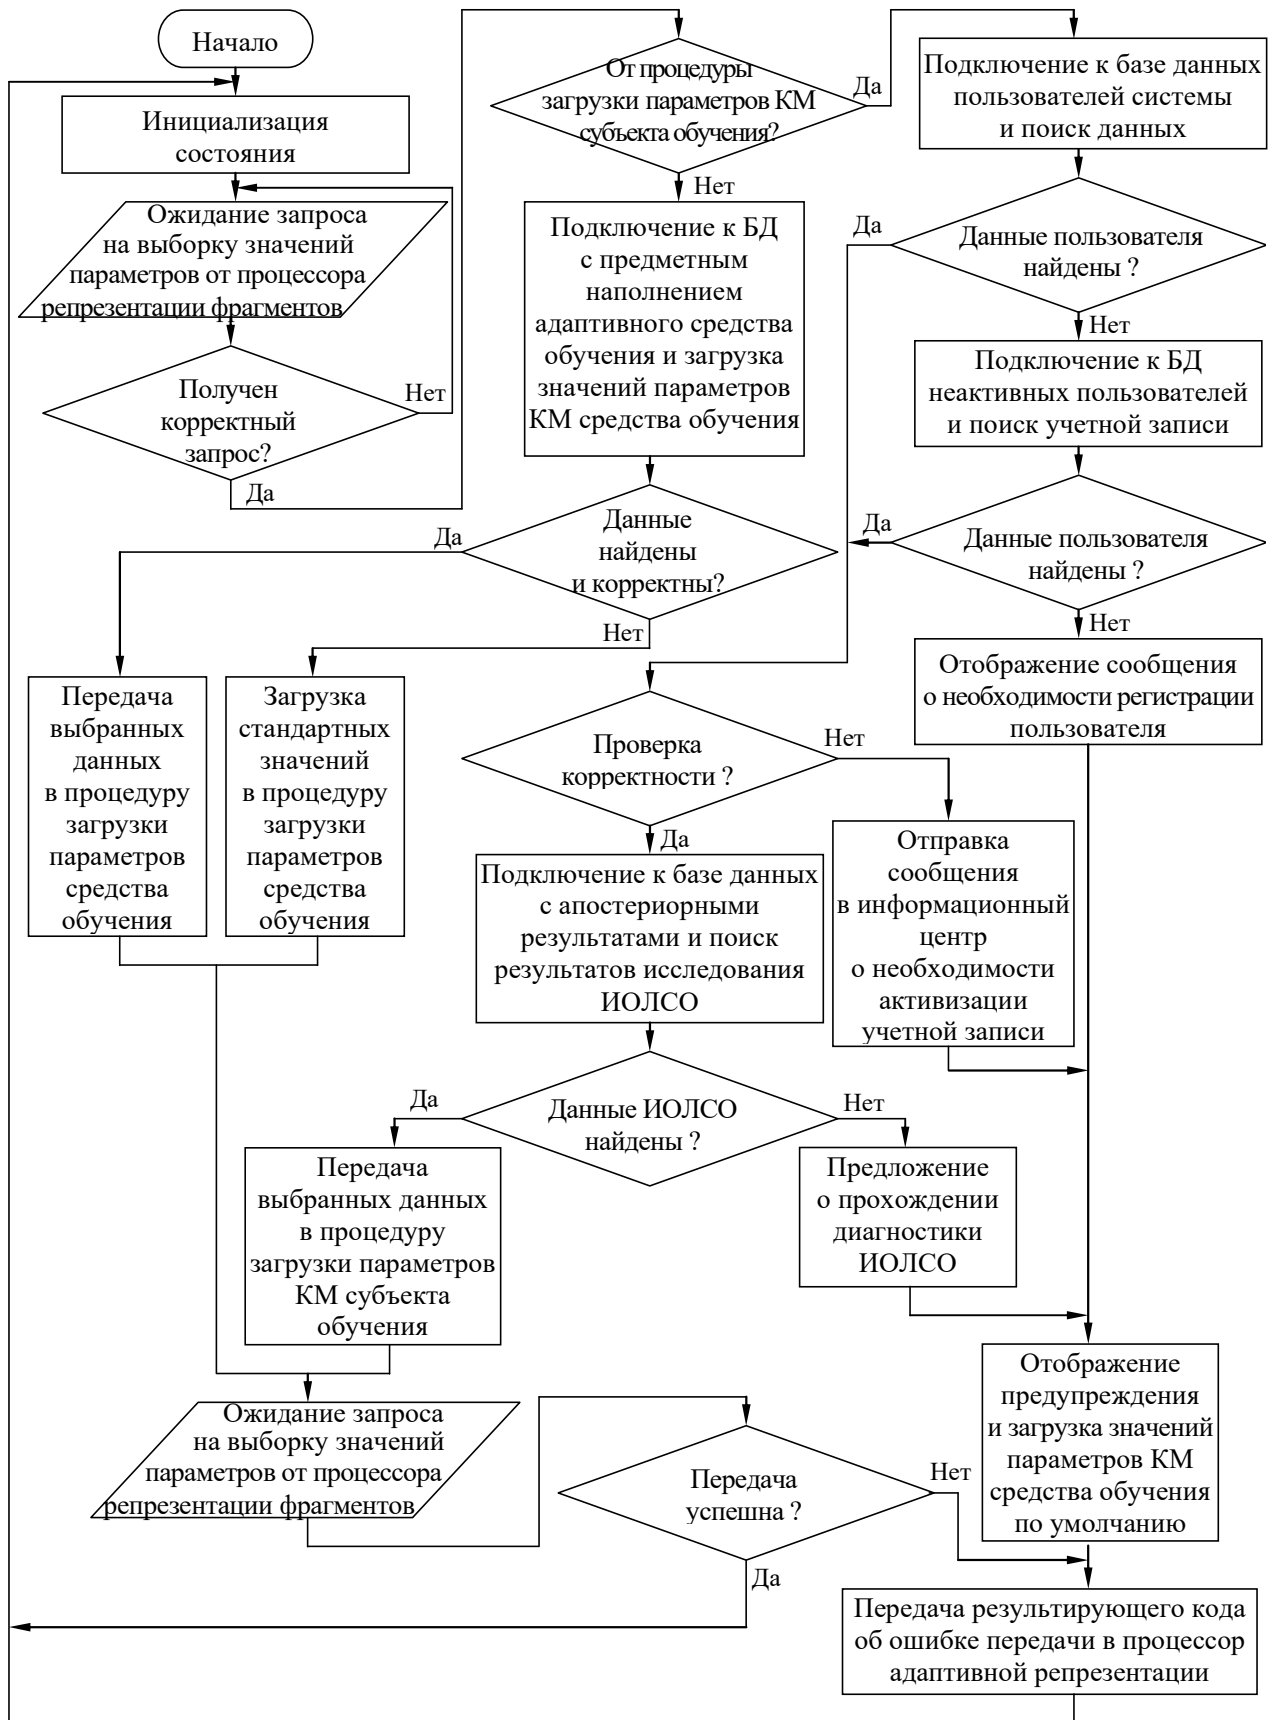 Начало
Инициализация
состояния
Ожидание запроса
на выборку значений
параметров от процессора
репрезентации фрагментов
Получен
корректный
запрос?
Нет
Да
От процедуры
загрузки параметров КМ
субъекта обучения?
Да
Нет
Подключение к базе данных
пользователей системы
и поиск данных
Подключение к БД
с предметным
наполнением
адаптивного средства
обучения и загрузка
значений параметров
КМ средства обучения
Да
Данные пользователя
найдены ?
Нет
Подключение к БД
неактивных пользователей
и поиск учетной записи
Да
Данные
найдены
и корректны?
Нет
Да
Данные пользователя
найдены ?
Нет
Отображение сообщения
о необходимости регистрации
пользователя
Передача
выбранных
данных
в процедуру
загрузки
параметров
средства
обучения
Загрузка
стандартных
значений
в процедуру
загрузки
параметров
средства
обучения
Проверка
корректности ?
Нет
Да
Подключение к базе данных
с апостериорными
результатами и поиск
результатов исследования
ИОЛСО
Отправка
сообщения
в информационный
центр
о необходимости
активизации
учетной записи
Да
Данные ИОЛСО
найдены ?
Нет
Передача
выбранных данных
в процедуру
загрузки параметров
КМ субъекта
обучения
Предложение
о прохождении
диагностики
ИОЛСО
Отображение
предупреждения
и загрузка значений
параметров КМ
средства обучения
по умолчанию
Ожидание запроса
на выборку значений
параметров от процессора
репрезентации фрагментов
Передача
успешна ?
Нет
Да
Передача результирующего кода
об ошибке передачи в процессор
адаптивной репрезентации